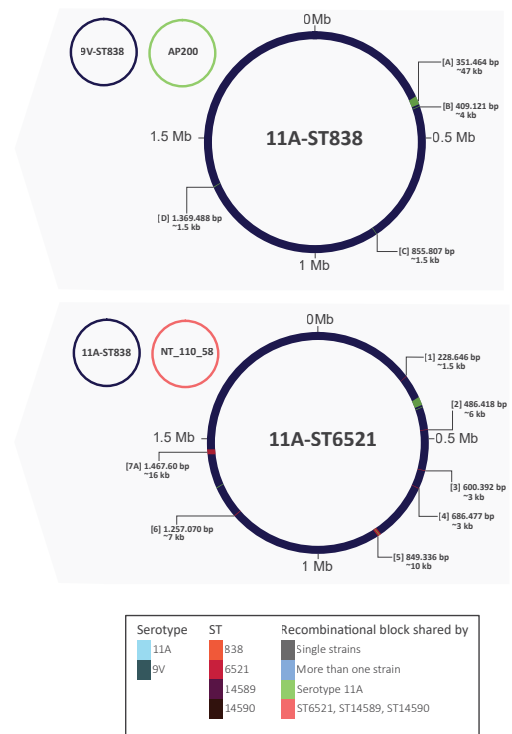 0Mb
9V-ST838
AP200
[A] 351.464 bp
~47 kb
[B] 409.121 bp
~4 kb
1.5 Mb
11A-ST838
0.5 Mb
[D] 1.369.488 bp
~1.5 kb
[C] 855.807 bp
~1.5 kb
1 Mb
0Mb
11A-ST838
NT_110_58
[1] 228.646 bp
~1.5 kb
[2] 486.418 bp
~6 kb
1.5 Mb
11A-ST6521
0.5 Mb
[7A] 1.467.60 bp
~16 kb
[3] 600.392 bp
~3 kb
[4] 686.477 bp
~3 kb
[6] 1.257.070 bp
~7 kb
[5] 849.336 bp
~10 kb
1 Mb
Serotype
11A
9V
ST
838
6521
14589
14590
Recombinational block shared by
Single strains
More than one strain
Serotype 11A
ST6521, ST14589, ST14590